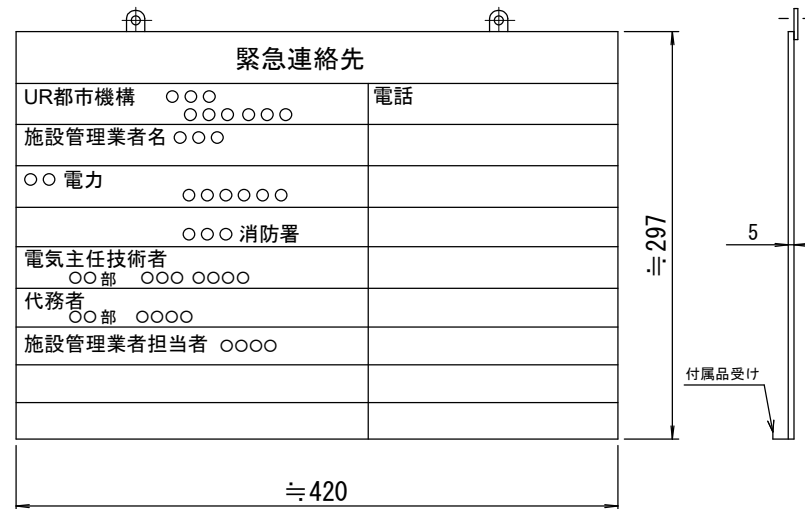 緊急連絡先
UR都市機構 ○○○ 電話
○○○ ○○○
施設管理業者名 ○○○
○○ 電力
○○○○○○
○○○ 消防署
電気主任技術者
○○部 ○○○ ○○○○
代務者
○○部 ○○○○
施設管理業者担当者 ○○○○
≒297
5
付属品受け
≒420